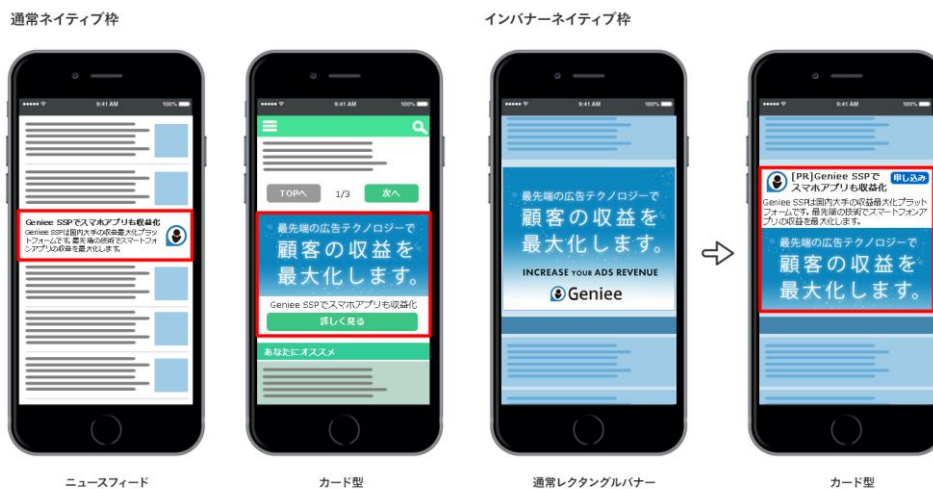 通常ネイティブ枠
インバナーネイティブ枠
9:41 AM
100%
Geniee SSPでスマホアプリも収益化
Geniee SSPは国内大手の収益最大化プラッ
トフォームです。最先端の技術でスマートフォ
ンアプリの収益を最大化します。
ニュースフィード
9:41 AM
100%
TOPへ
1/3
次へ
最先端の広告テクノロジーで
顧客の収益を
最大化します。
Geniee SSPでスマホアプリも収益化
詳しく見る
あなたにオススメ
カード型
9:41 AM
100%
最先端の広告テクノロジーで
顧客の収益を
最大化します。
INCREASE YOUR ADS REVENUE
Geniee
通常レクタングルバナー
9:41 AM
100%
[PR]Geniee SSPで
スマホアプリも収益化
申し込み
Geniee SSPは国内大手の収益最大化プラット
フォームです。最先端の技術でスマートフォンア
プリの収益を最大化します。
最先端の広告テクノロジーで
顧客の収益を
最大化します。
カード型